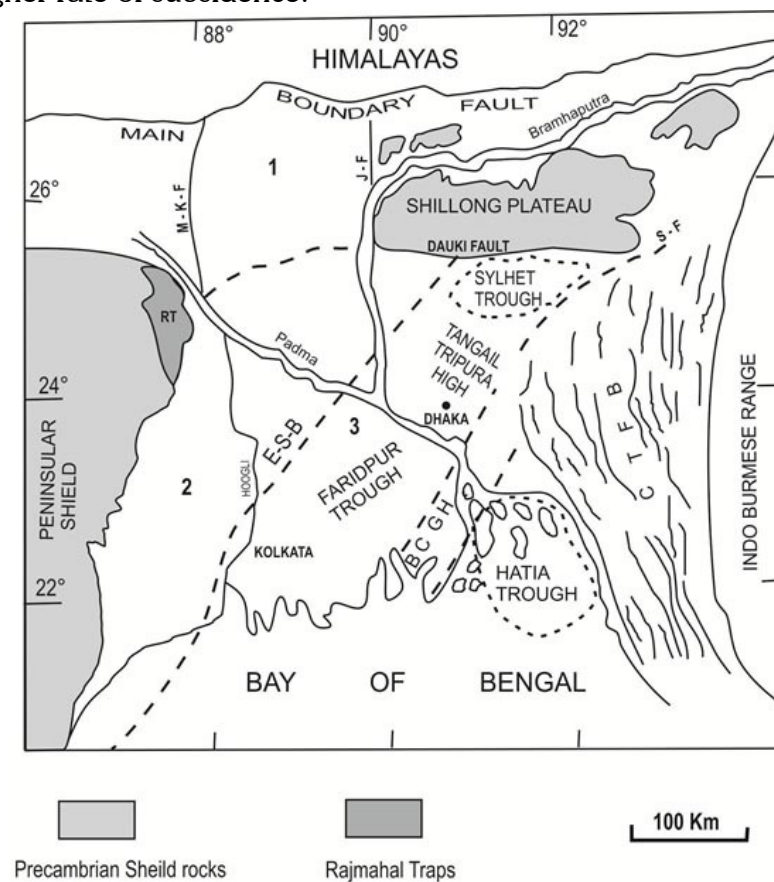 gher rate of subsidence.
88°
90°
92°
HIMALAYAS
BOUNDARY
FAULT
MAIN
Bramhaputra
1
J - F
M - K - F
26°
SHILLONG PLATEAU
DAUKI FAULT
S - F
SYLHET
TROUGH
RT
Padma
TANGAIL
TRIPURA
HIGH
24°
DHAKA
3
E-S-B
FARIDPUR
TROUGH
C T F B
INDO BURMESE RANGE
PENINSULAR
SHIELD
2
HOOGLI
KOLKATA
B C G H
HATIA
TROUGH
22°
BAY OF BENGAL
100 Km
Precambrian Sheild rocks
Rajmahal Traps